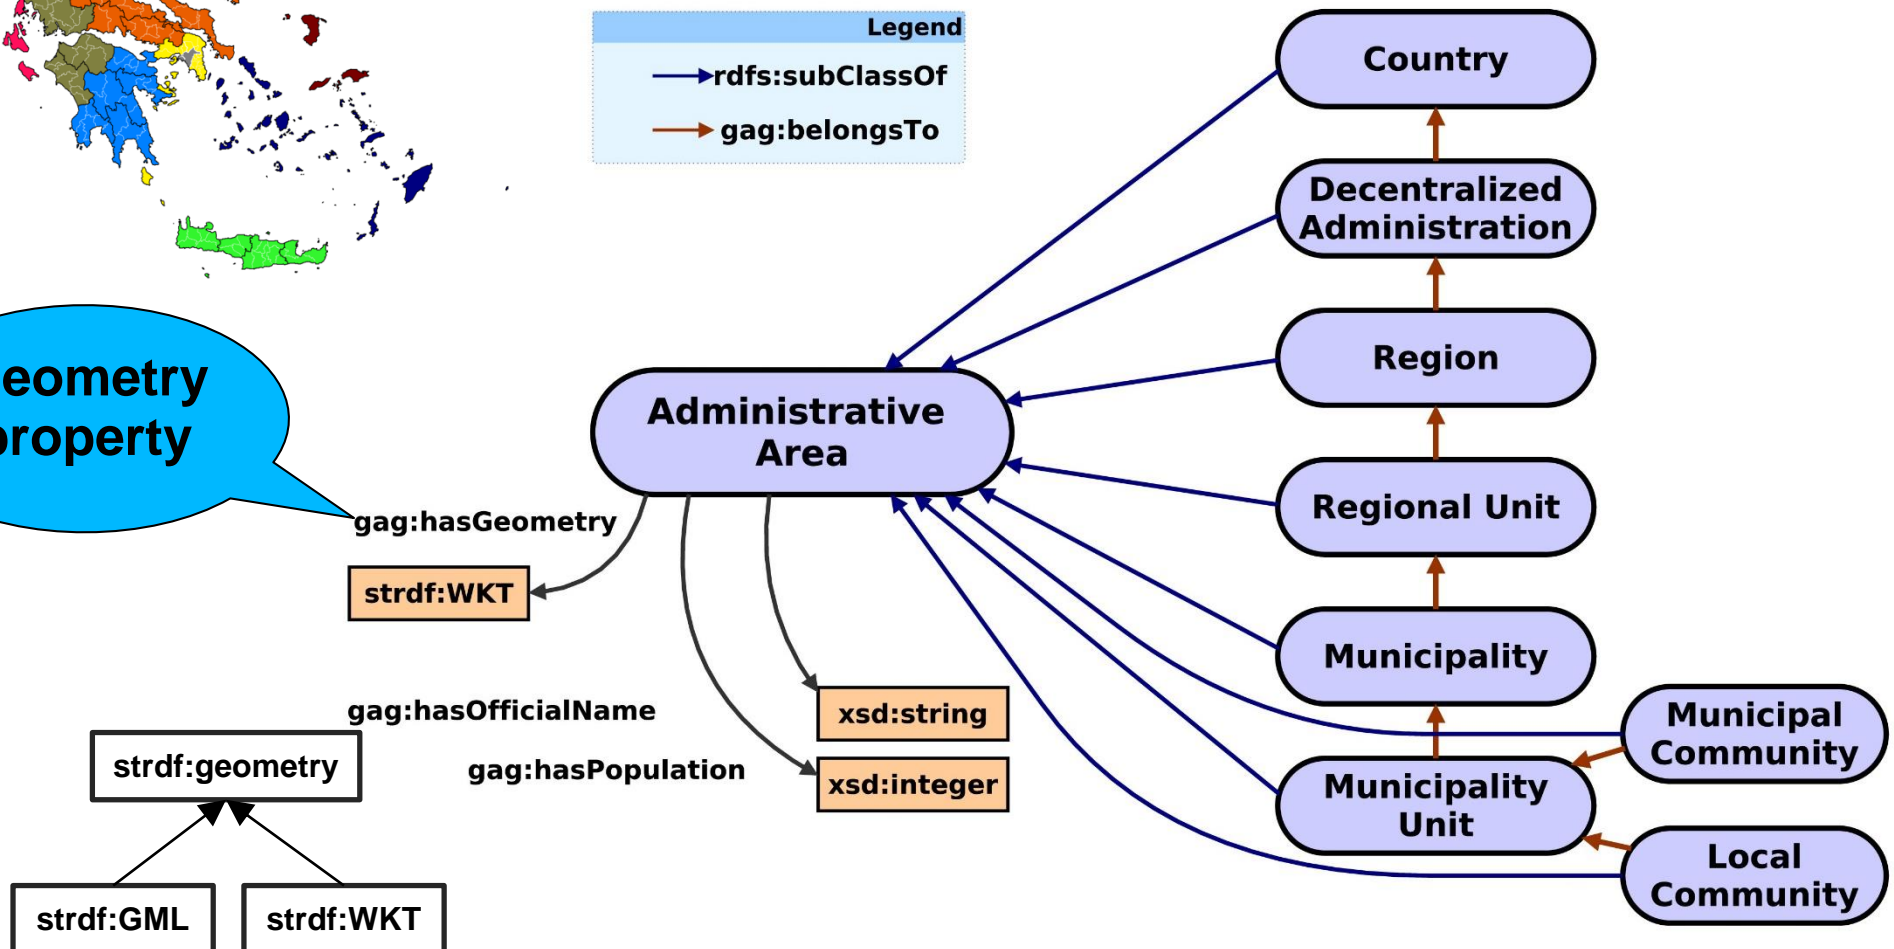 Legend
rdfs:subClassOf
gag:belongsTo
Country
Decentralized
Administration
Region
Administrative
Area
Regional Unit
eometry
property
gag:hasGeometry
strdf:WKT
Municipality
gag:hasOfficialName
xsd:string
Municipal
Community
strdf:geometry
gag:hasPopulation
xsd:integer
Municipality
Unit
Local
Community
strdf:GML
strdf:WKT